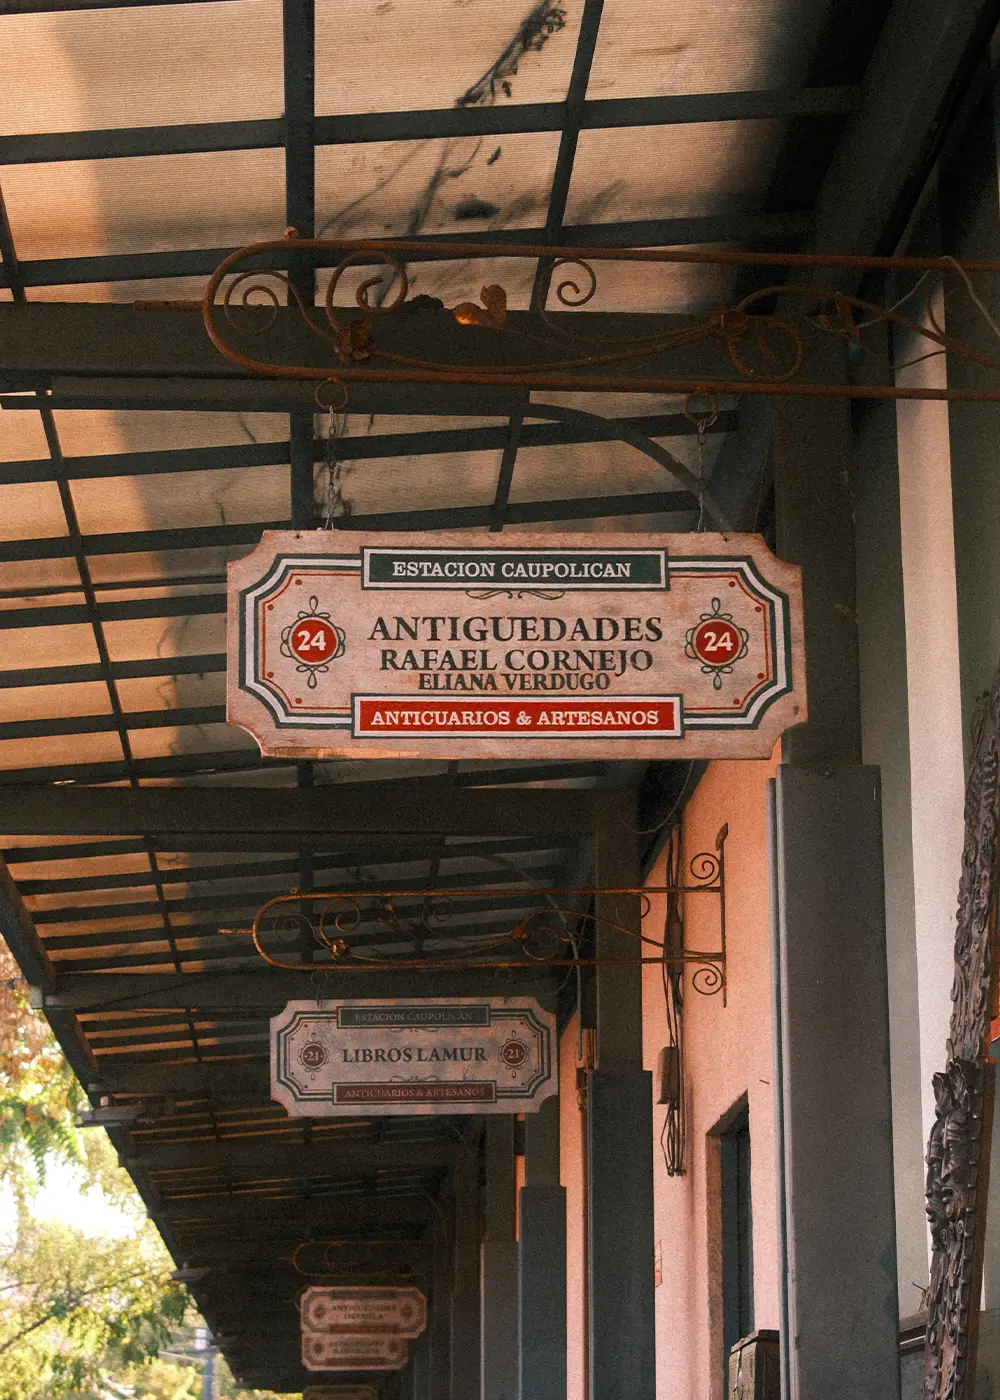 ESTACION CAUPOLICAN
24 24
ANTIGUEDADES
RAFAEL CORNEJO
ELIANA VERDUGO
ANTICUARIOS & ARTESANOS
ESTACION CAUPOLICAN
21 21
LIBROS LAMUR
ANTICUARIOS & ARTESANOS
ANTIGUEDADES